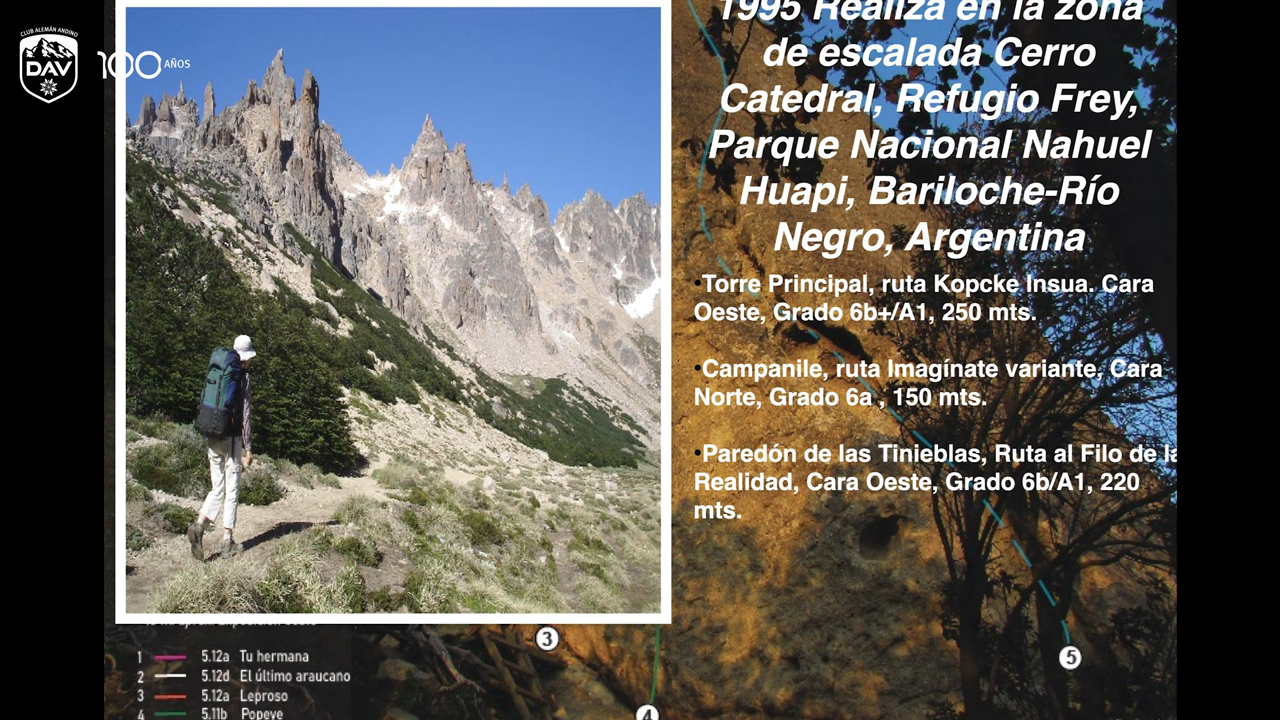 CLUB ALEMÁN ANDINO
DAV
100 AÑOS
1995 Realiza en la zona
de escalada Cerro
Catedral, Refugio Frey,
Parque Nacional Nahuel
Huapi, Bariloche-Río
Negro, Argentina
•Torre Principal, ruta Kopcke Insua. Cara
Oeste, Grado 6b+/A1, 250 mts.
•Campanile, ruta Imagínate variante, Cara
Norte, Grado 6a , 150 mts.
•Paredón de las Tinieblas, Ruta al Filo de la
Realidad, Cara Oeste, Grado 6b/A1, 220
mts.
3
5
4
1 5.12a Tu hermana
2 5.12d El último araucano
3 5.12a Leproso
4 5.11b Popeye